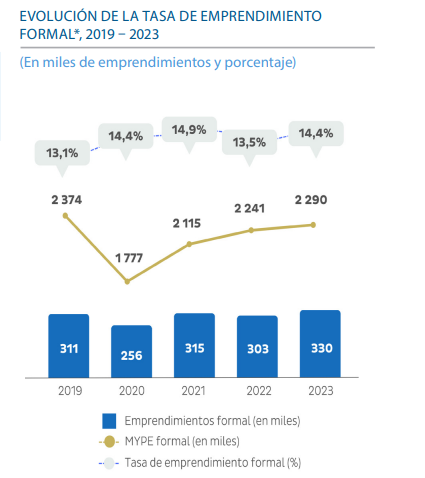 EVOLUCIÓN DE LA TASA DE EMPRENDIMIENTO
FORMAL*, 2019 – 2023
(En miles de emprendimientos y porcentaje)
13,1% 14,4% 14,9% 13,5% 14,4%
2 374 1 777 2 115 2 241 2 290
311 256 315 303 330
2019 2020 2021 2022 2023
Emprendimientos formal (en miles)
MYPE formal (en miles)
Tasa de emprendimiento formal (%)